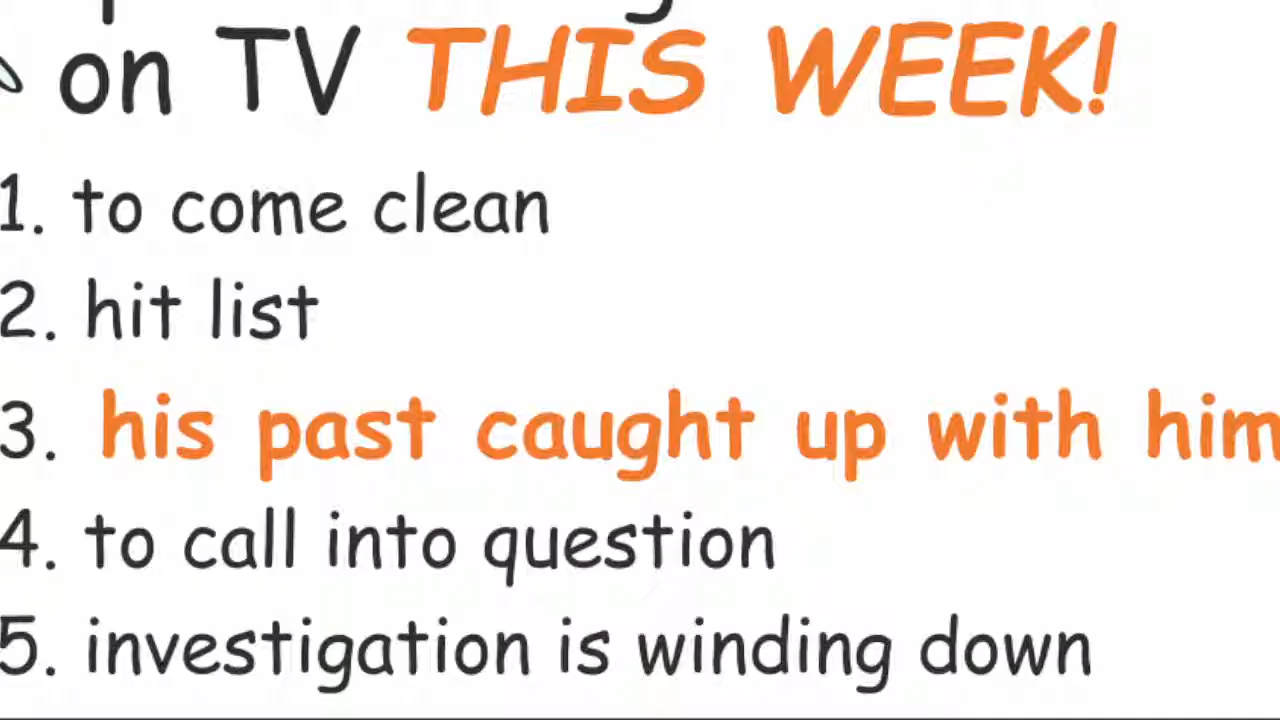 on TV THIS WEEK!
1. to come clean
2. hit list
3. his past caught up with him
4. to call into question
5. investigation is winding down